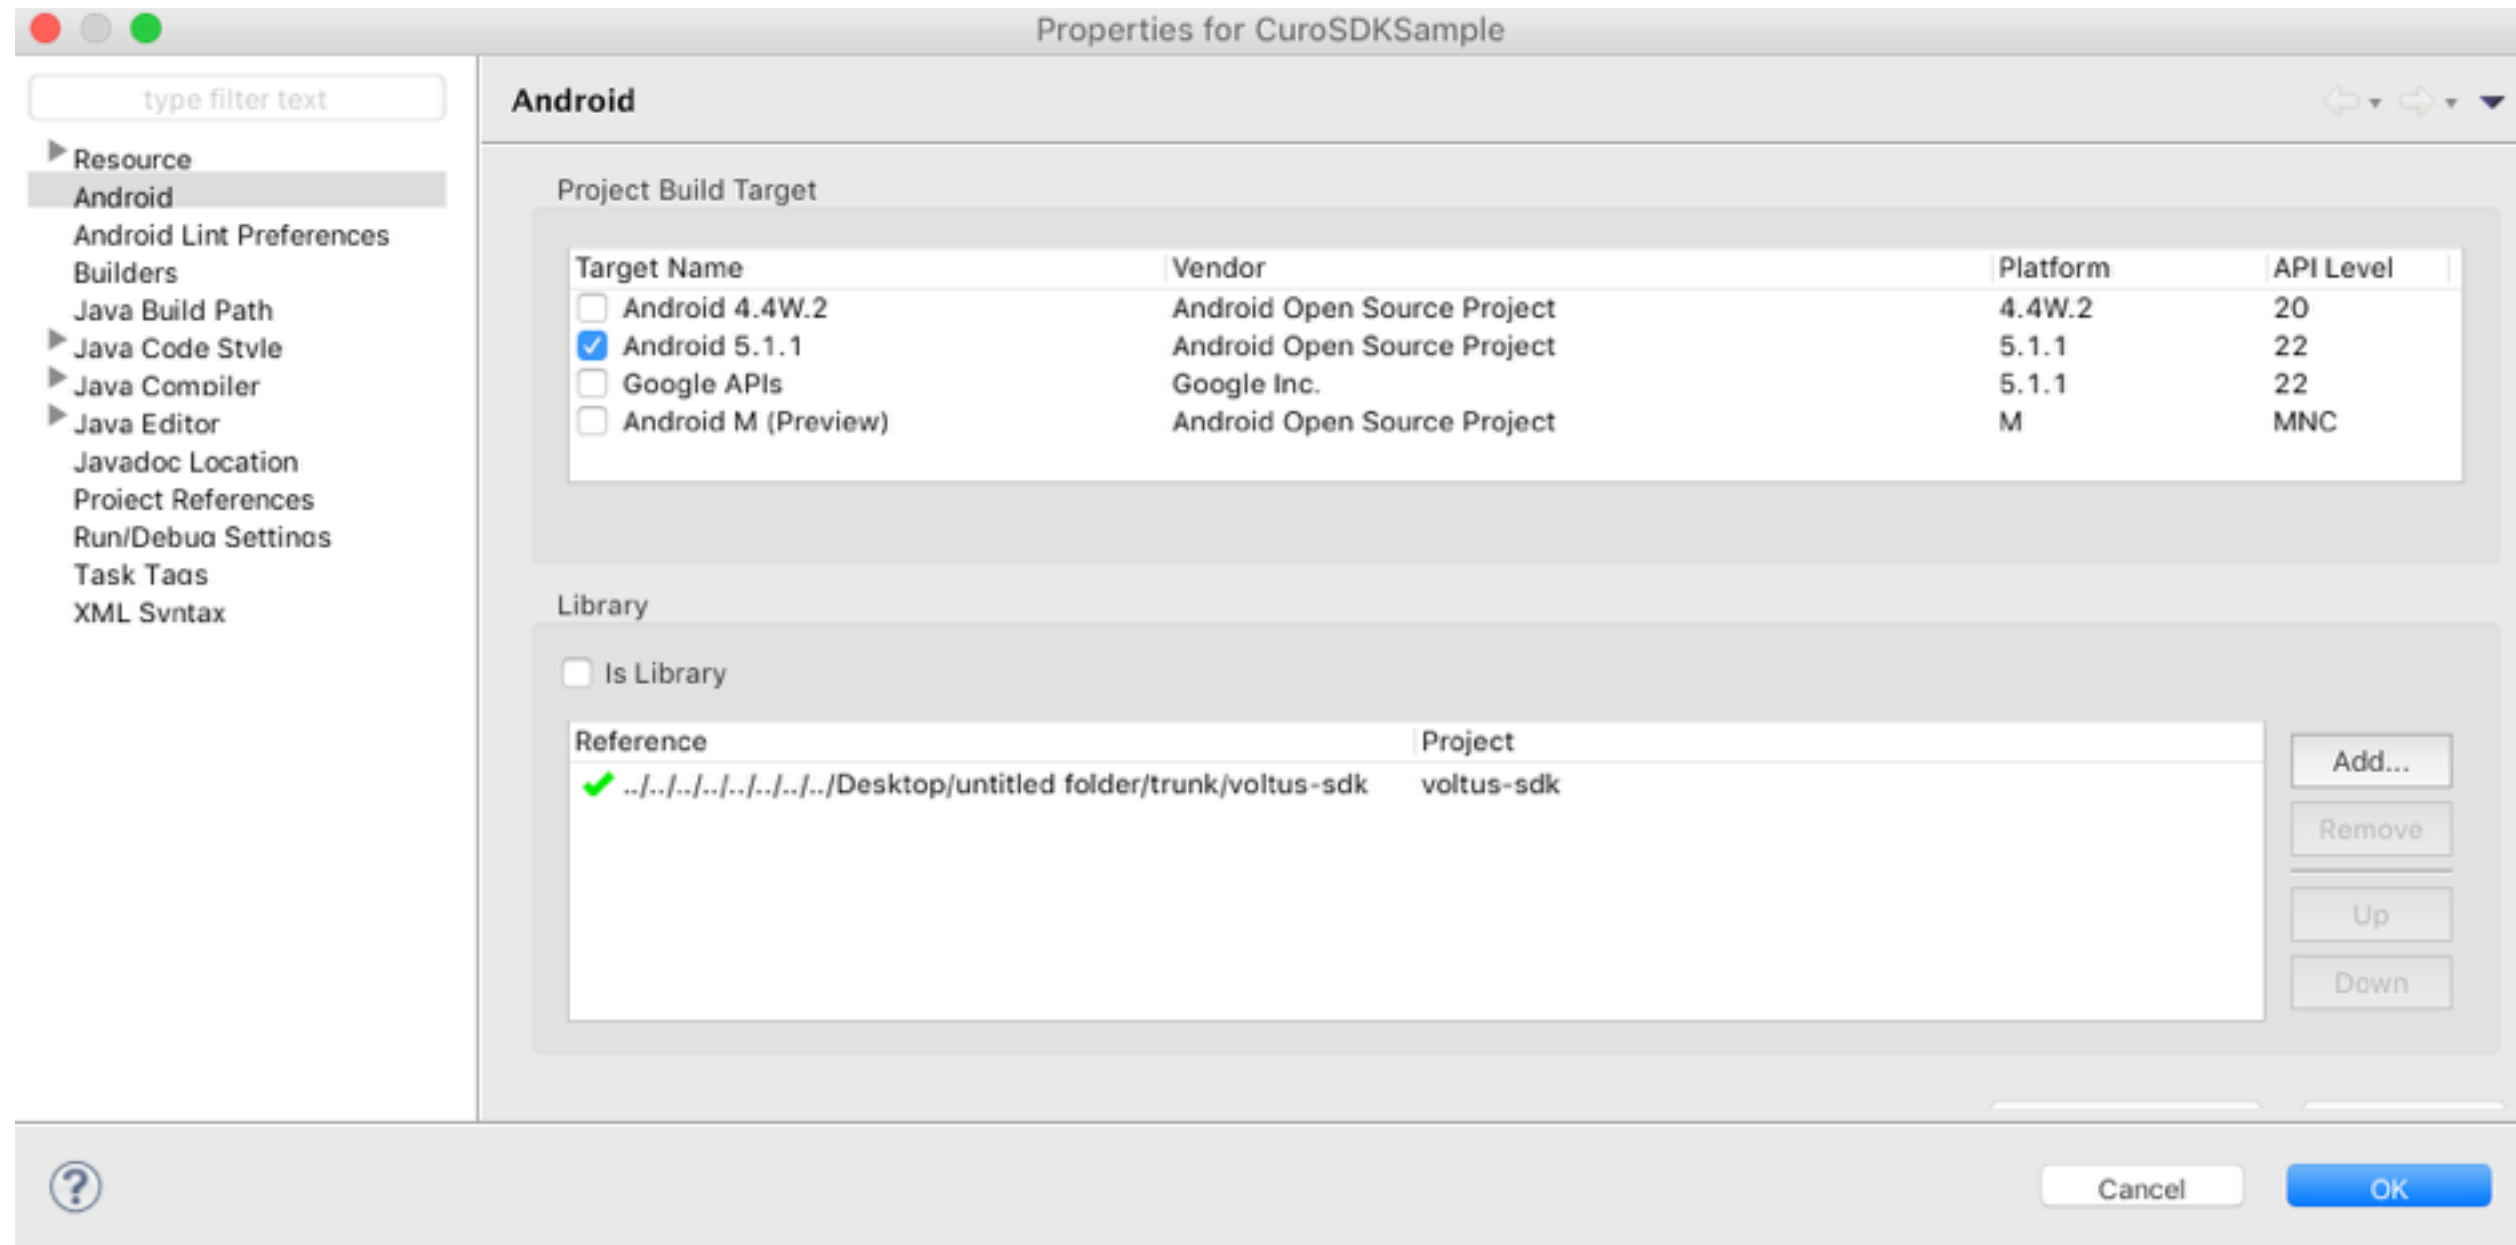 Properties for CuroSDKSample
type filter text
Resource
Android
Android Lint Preferences
Builders
Java Build Path
Java Code Style
Java Compiler
Java Editor
Javadoc Location
Project References
Run/Debug Settings
Task Tags
XML Syntax
Android
Project Build Target
Target Name Vendor Platform API Level
Android 4.4W.2 Android Open Source Project 4.4W.2 20
Android 5.1.1 Android Open Source Project 5.1.1 22
Google APIs Google Inc. 5.1.1 22
Android M (Preview) Android Open Source Project M MNC
Library
Is Library
Reference Project
../../../../../../../../Desktop/untitled folder/trunk/voltus-sdk voltus-sdk
Add...
Remove
Up
Down
?
Cancel
OK